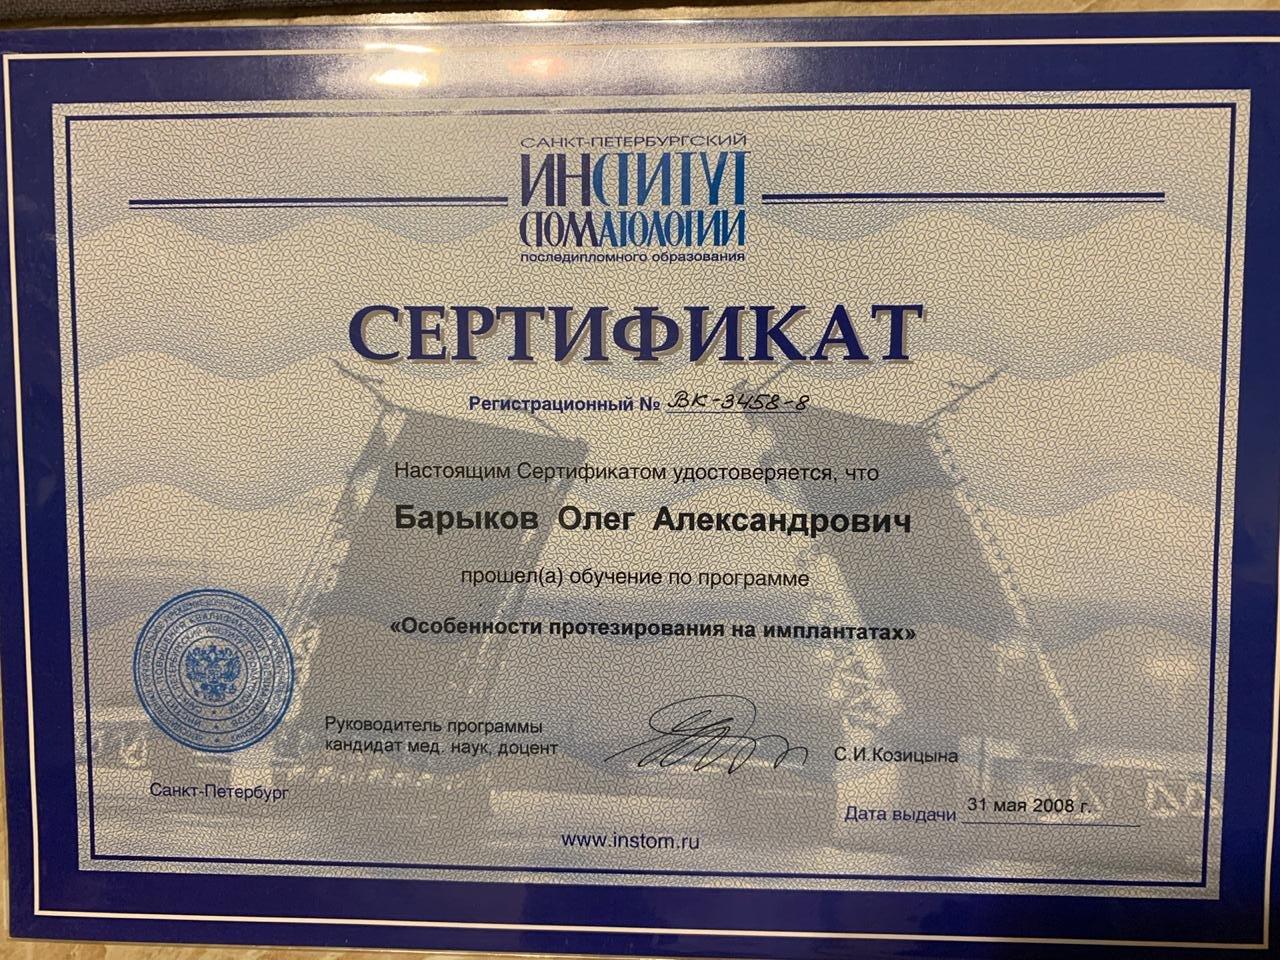 САНКТ-ПЕТЕРБУРГСКИЙ
ИНСТИТУТ
СТОМАТОЛОГИИ
последипломного образования
СЕРТИФИКАТ
Регистрационный № ВК-3458-8
Настоящим Сертификатом удостоверяется, что
Барыков Олег Александрович
прошел(а) обучение по программе
«Особенности протезирования на имплантатах»
Руководитель программы
кандидат мед. наук, доцент
С.И.Козицына
Санкт-Петербург
Дата выдачи 31 мая 2008 г.
www.instom.ru